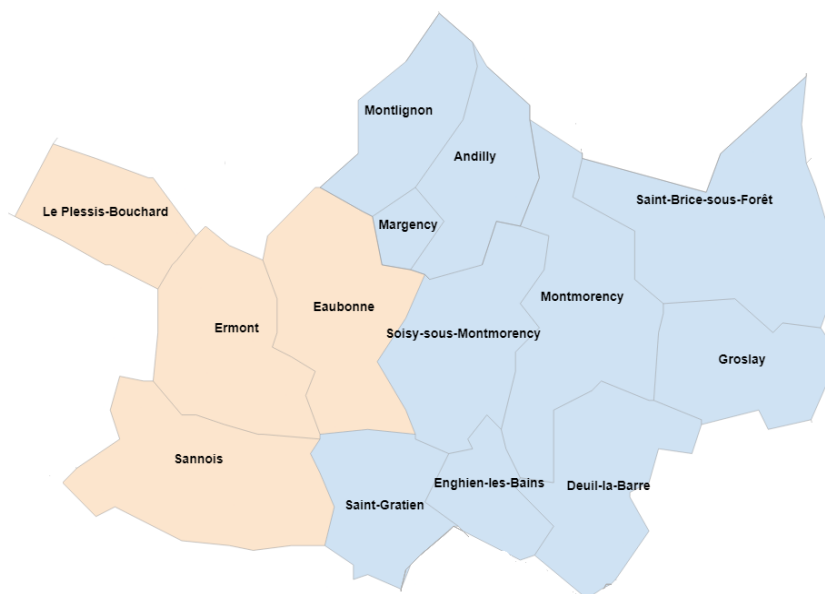 Montlignon
Andilly
Saint-Brice-sous-Forêt
Le Plessis-Bouchard
Margency
Montmorency
Eaubonne
Ermont
Soisy-sous-Montmorency
Groslay
Sannois
Enghien-les-Bains
Deuil-la-Barre
Saint-Gratien